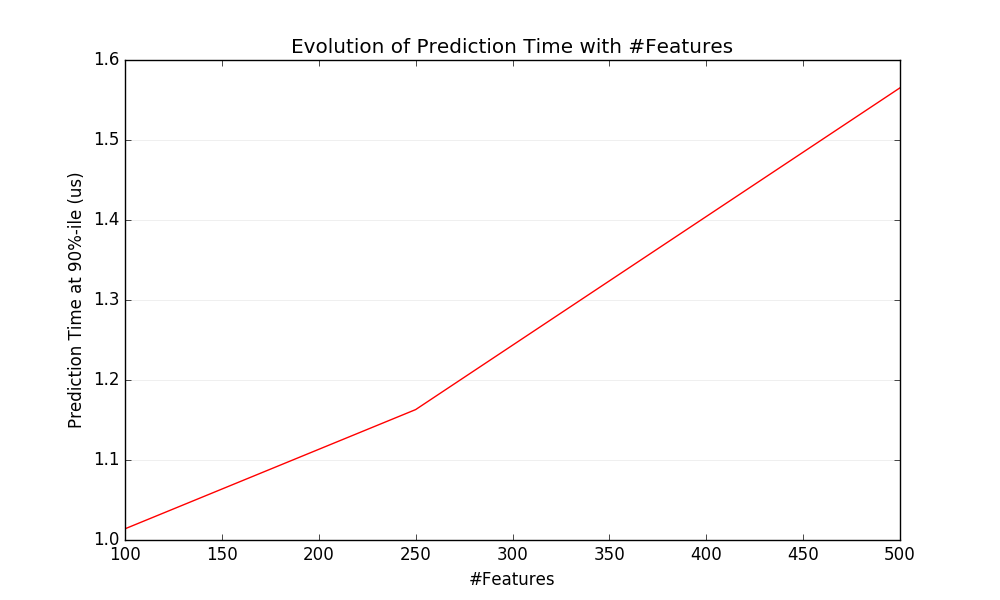 Evolution of Prediction Time with #Features
Prediction Time at 90%-ile (us)
1.6
1.5
1.4
1.3
1.2
1.1
1.0
100 150 200 250 300 350 400 450 500
#Features